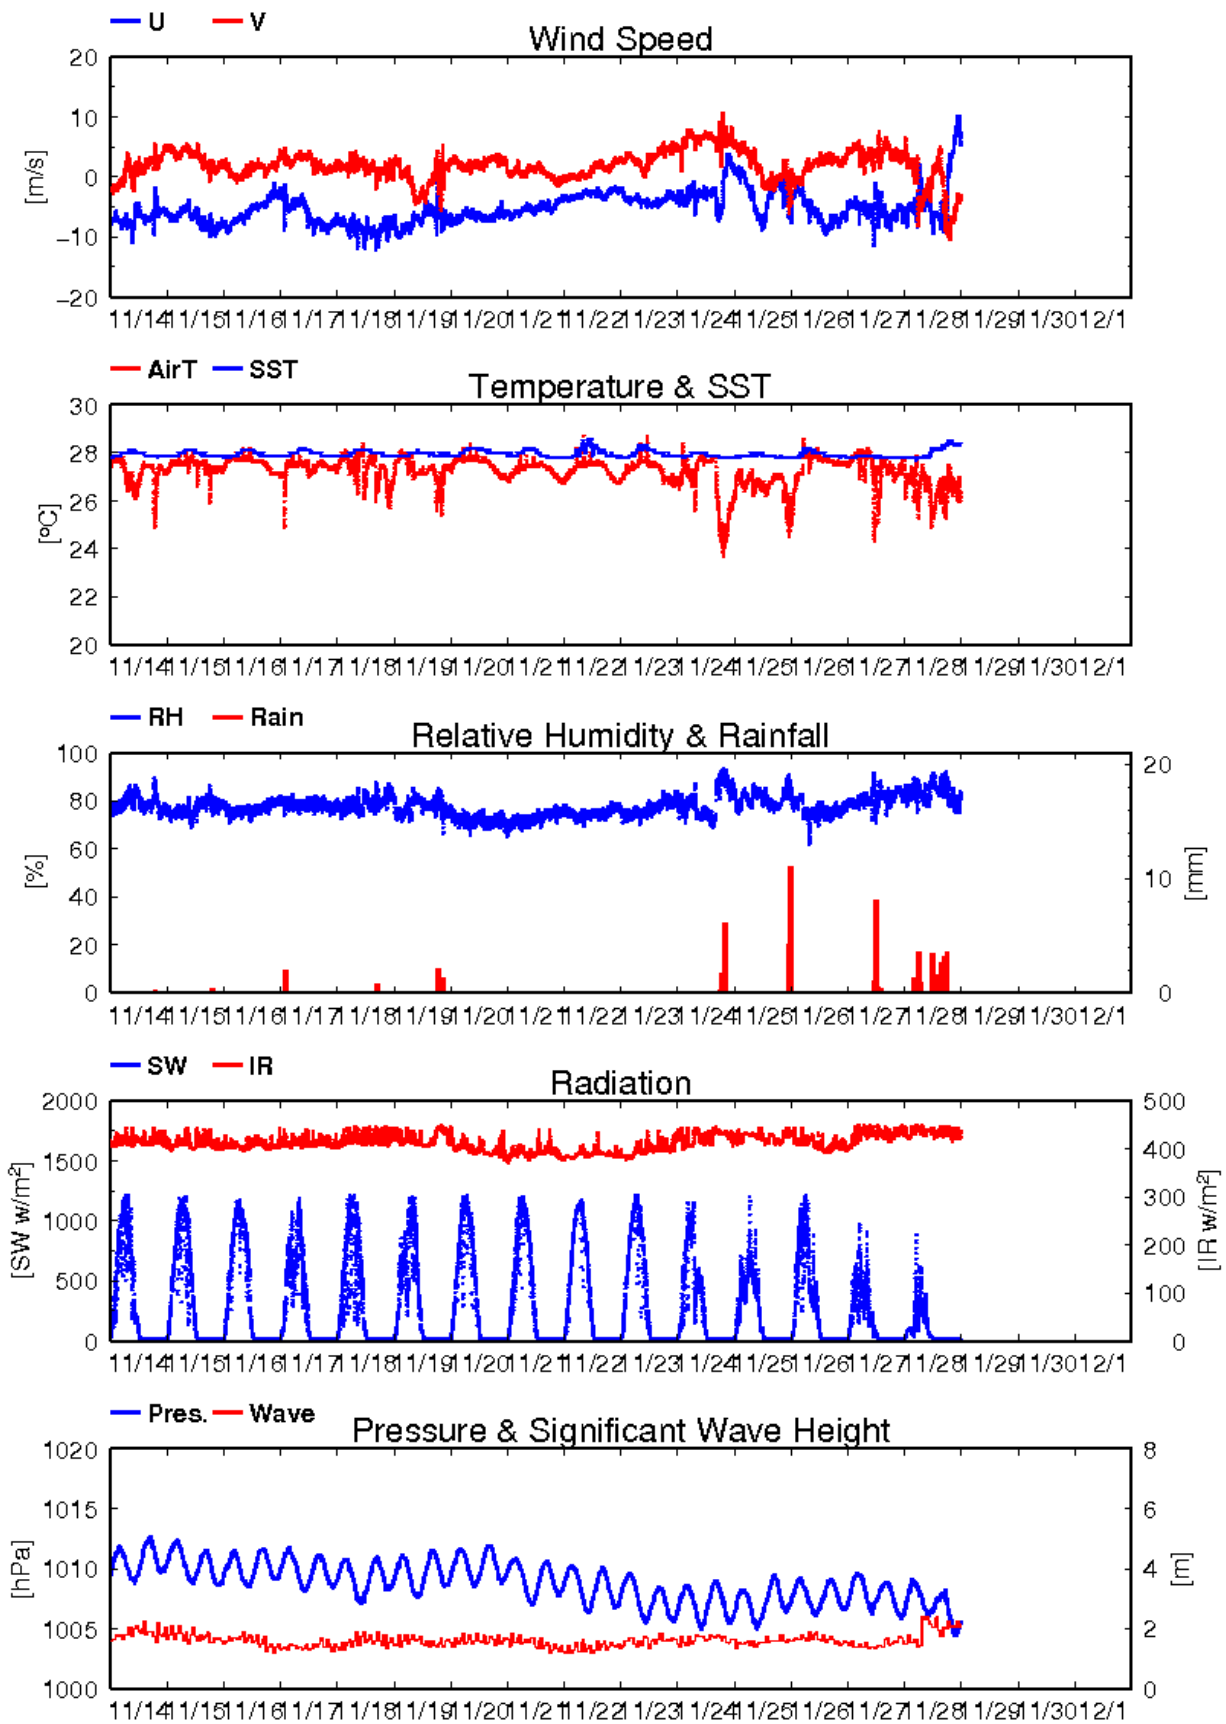 U V
Wind Speed
20
10
0
−10
−20
[m/s]
11/14 11/15 11/16 11/17 11/18 11/19 11/20 11/21 11/22 11/23 11/24 11/25 11/26 11/27 11/28 11/29 11/30 12/1
AirT SST
Temperature & SST
30
28
26
24
22
20
[ºC]
11/14 11/15 11/16 11/17 11/18 11/19 11/20 11/21 11/22 11/23 11/24 11/25 11/26 11/27 11/28 11/29 11/30 12/1
RH Rain
Relative Humidity & Rainfall
100
80
60
40
20
0
[%]
20
10
0
[mm]
11/14 11/15 11/16 11/17 11/18 11/19 11/20 11/21 11/22 11/23 11/24 11/25 11/26 11/27 11/28 11/29 11/30 12/1
SW IR
Radiation
2000
1500
1000
500
0
[SW w/m²]
500
400
300
200
100
0
[IR w/m²]
11/14 11/15 11/16 11/17 11/18 11/19 11/20 11/21 11/22 11/23 11/24 11/25 11/26 11/27 11/28 11/29 11/30 12/1
Pres. Wave
Pressure & Significant Wave Height
1020
1015
1010
1005
1000
[hPa]
8
6
4
2
0
[m]
11/14 11/15 11/16 11/17 11/18 11/19 11/20 11/21 11/22 11/23 11/24 11/25 11/26 11/27 11/28 11/29 11/30 12/1